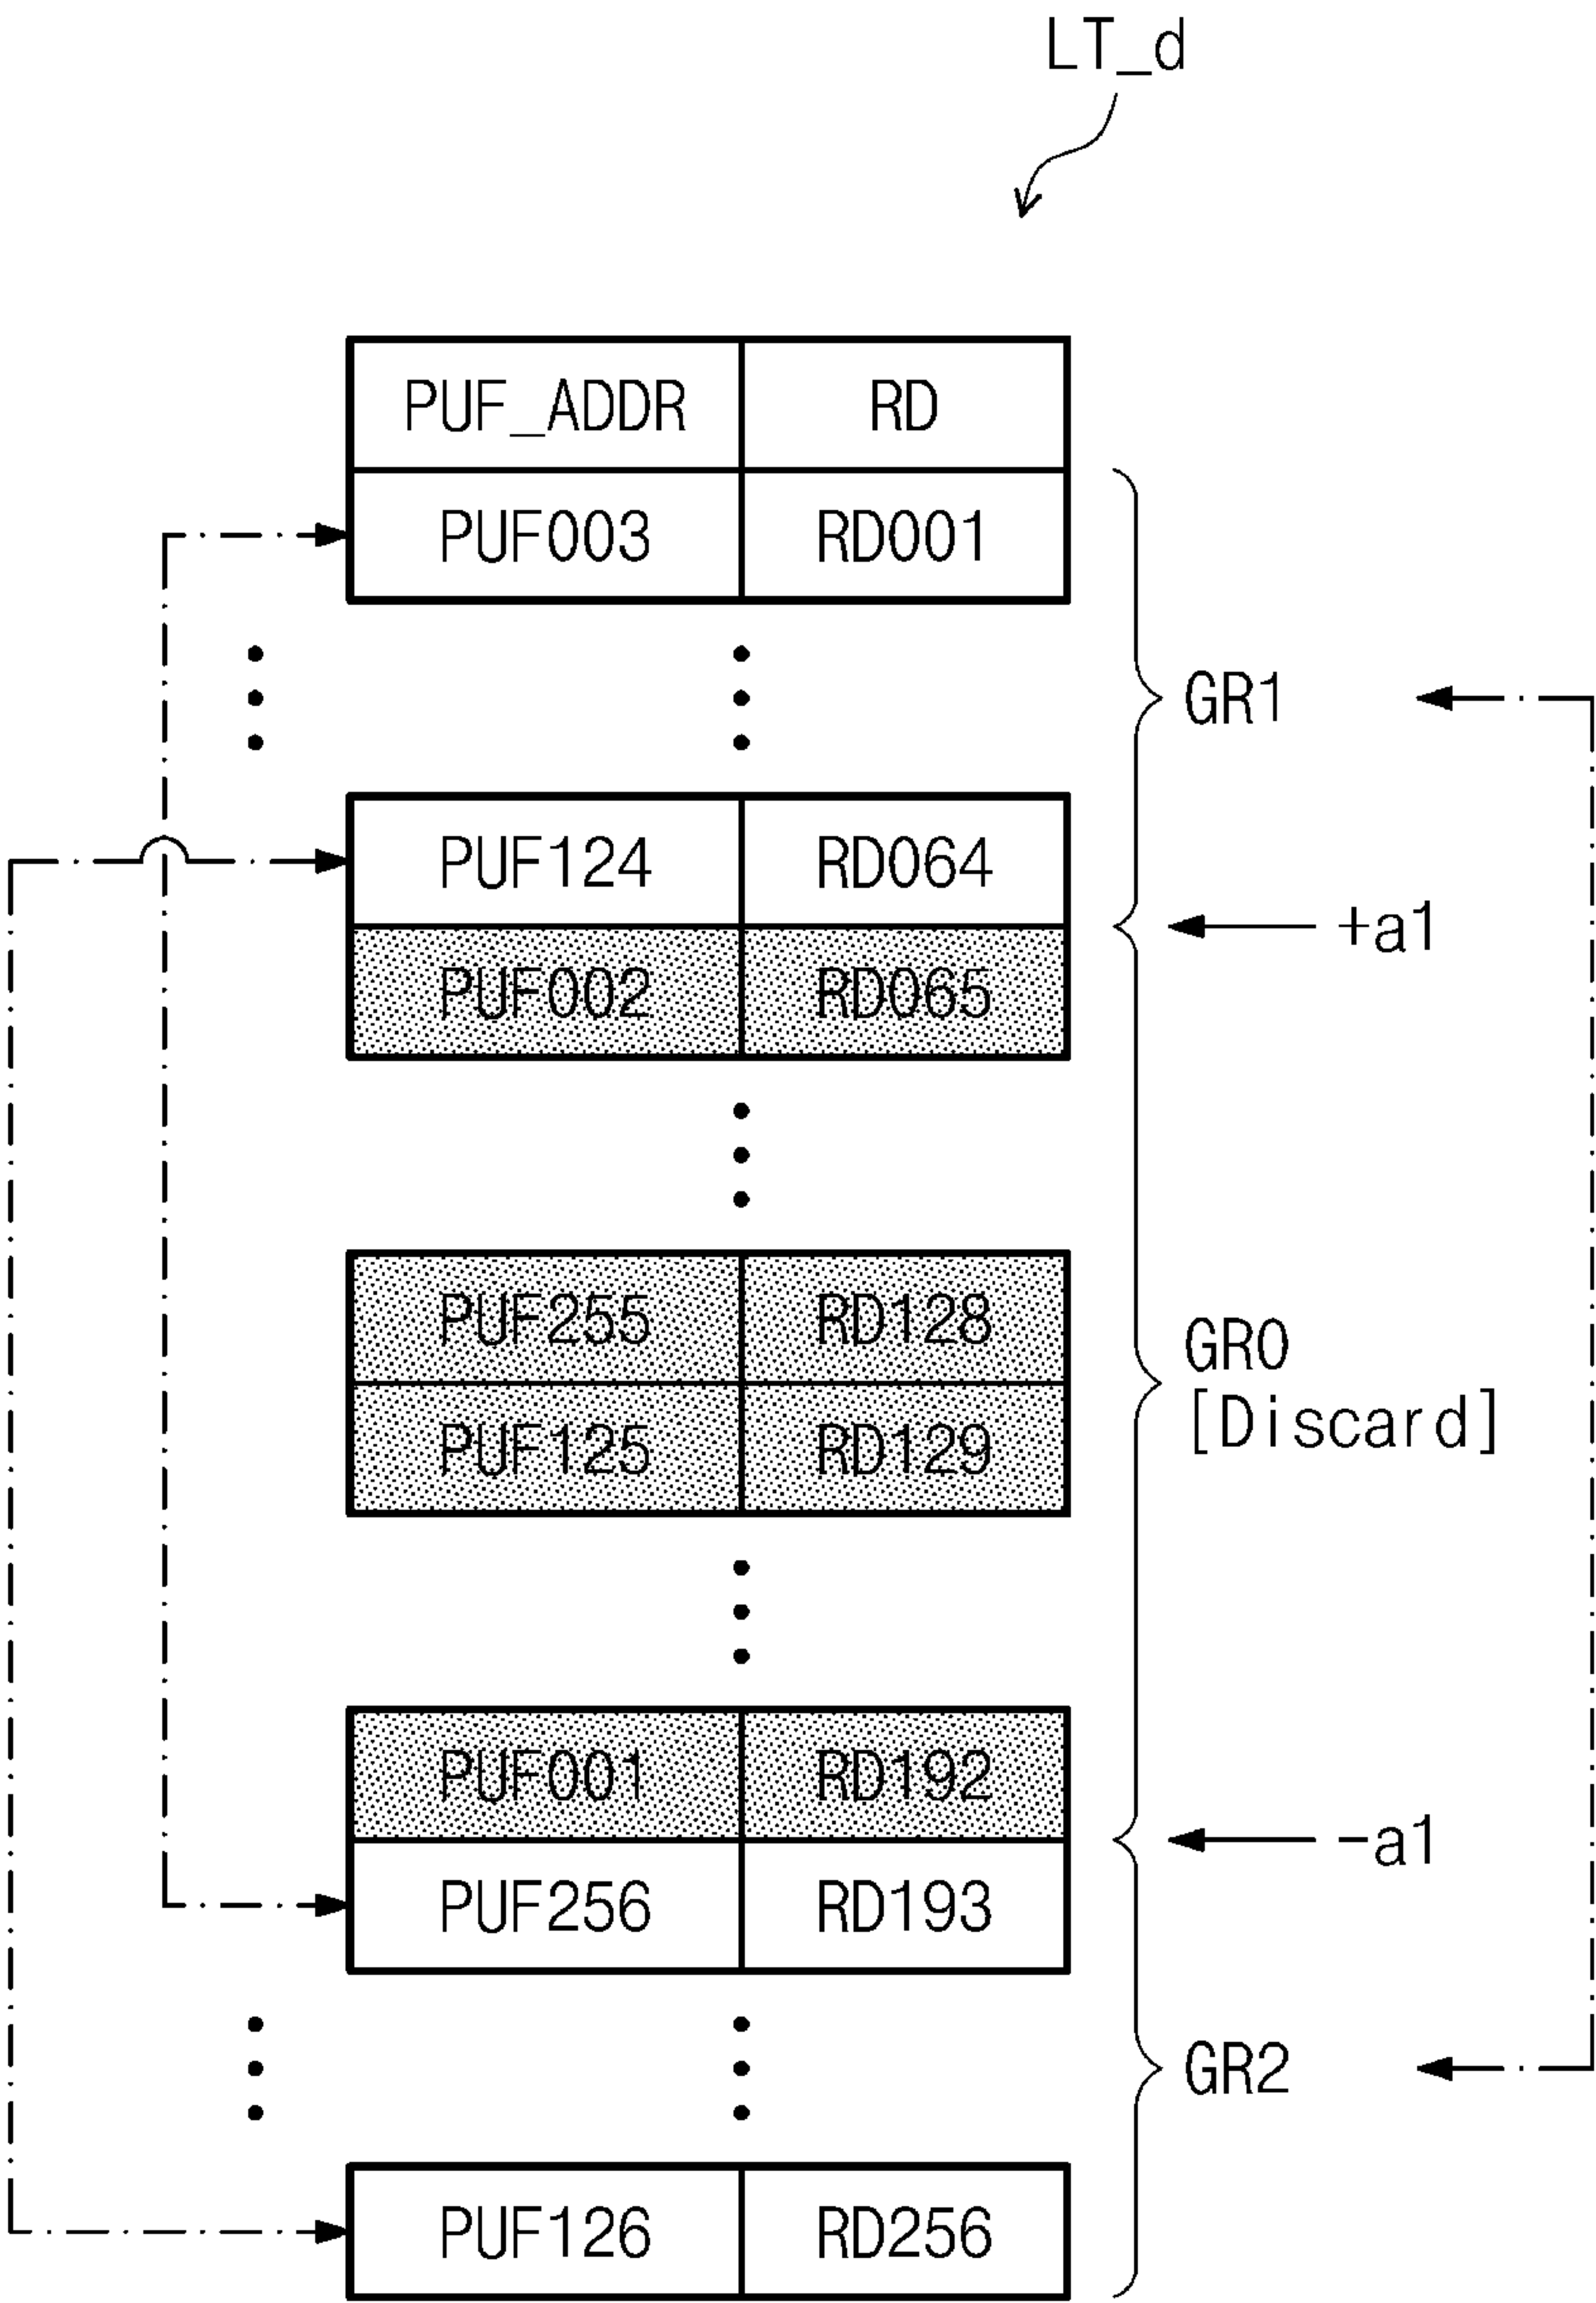 LT_d
PUF_ADDR RD
PUF003 RD001
GR1
PUF124 RD064
+a1
PUF002 RD065
PUF255 RD128
GR0
[Discard]
PUF125 RD129
PUF001 RD192
-a1
PUF256 RD193
GR2
PUF126 RD256